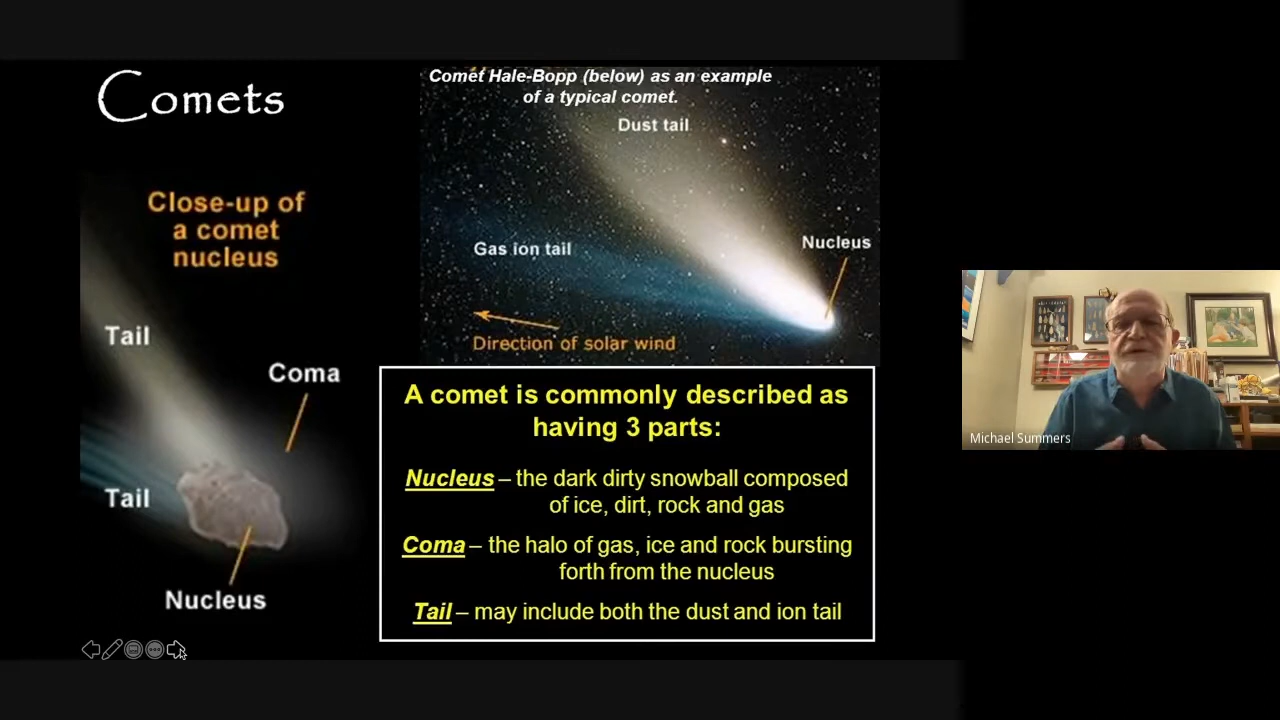 Comets
Comet Hale-Bopp (below) as an example
of a typical comet.
Dust tail
Nucleus
Gas ion tail
Direction of solar wind
Close-up of
a comet
nucleus
Tail
Coma
Tail
Nucleus
A comet is commonly described as
having 3 parts:
Nucleus – the dark dirty snowball composed
of ice, dirt, rock and gas
Coma – the halo of gas, ice and rock bursting
forth from the nucleus
Tail – may include both the dust and ion tail
Michael Summers